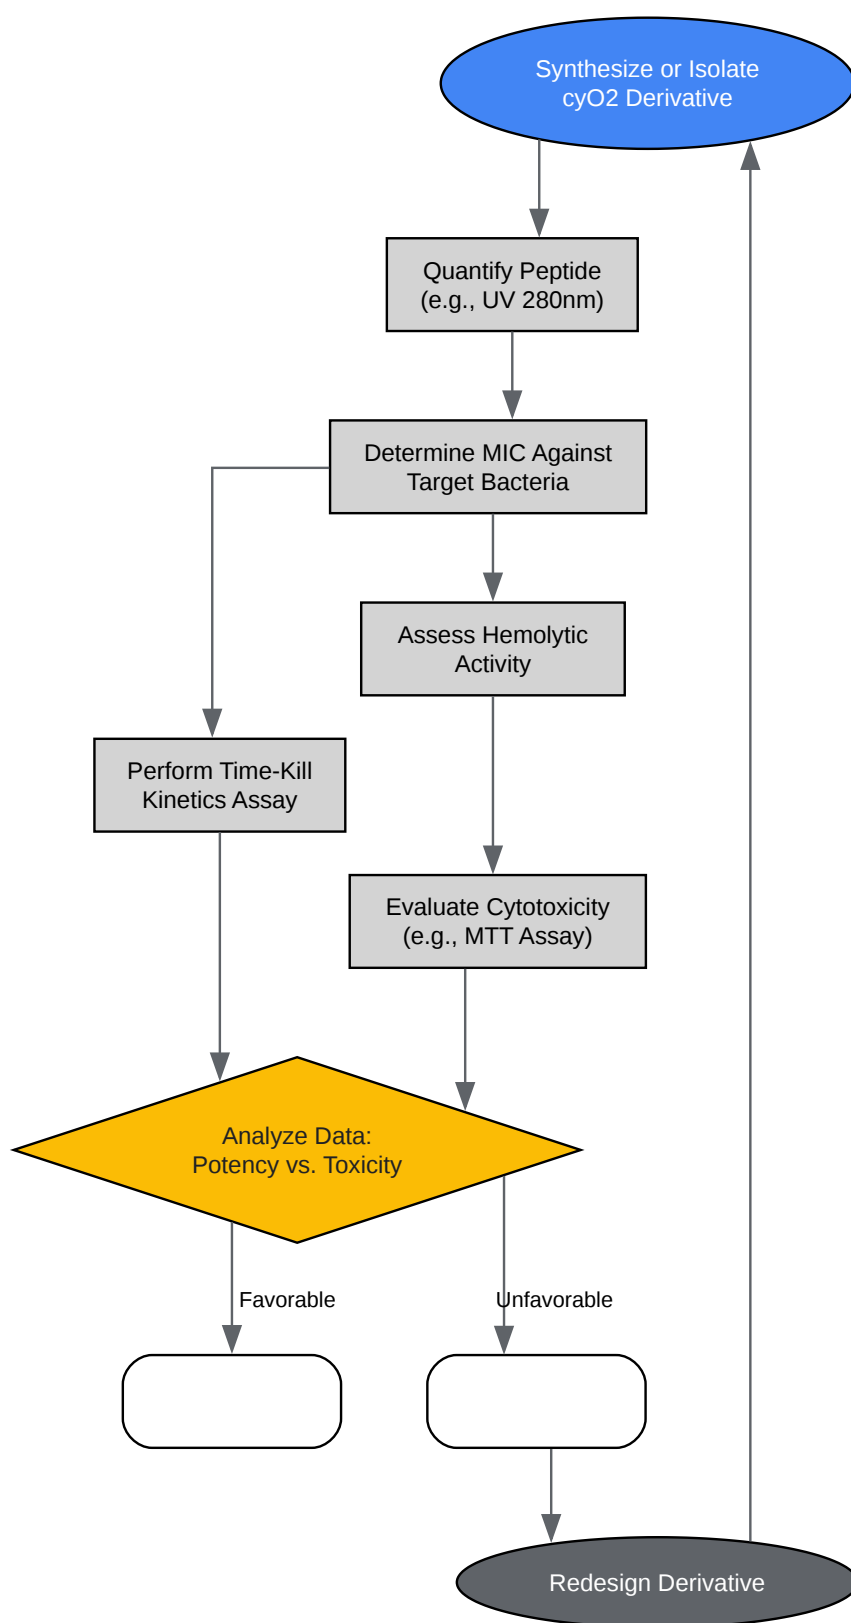 Synthesize or Isolate
cyO2 Derivative
Quantify Peptide
(e.g., UV 280nm)
Determine MIC Against
Target Bacteria
Assess Hemolytic
Activity
Perform Time-Kill
Kinetics Assay
Evaluate Cytotoxicity
(e.g., MTT Assay)
Analyze Data:
Potency vs. Toxicity
Favorable
Unfavorable
Redesign Derivative